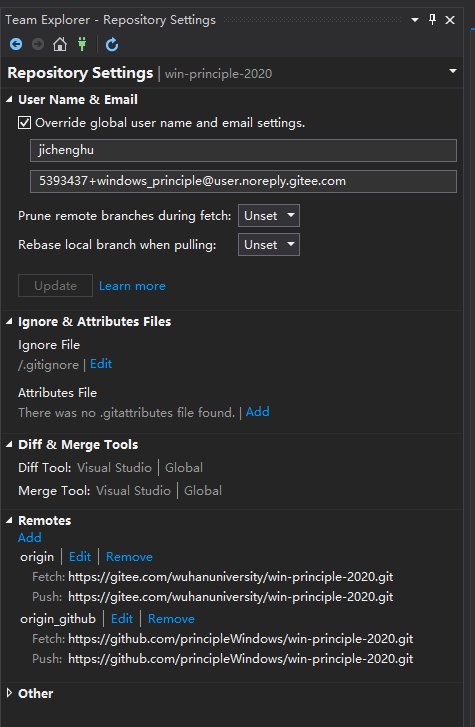 Team Explorer - Repository Settings
Repository Settings | win-principle-2020
User Name & Email
Override global user name and email settings.
jichenghu
5393437+windows_principle@user.noreply.gitee.com
Prune remote branches during fetch: Unset
Rebase local branch when pulling: Unset
Update Learn more
Ignore & Attributes Files
Ignore File
/.gitignore | Edit
Attributes File
There was no .gitattributes file found. | Add
Diff & Merge Tools
Diff Tool: Visual Studio | Global
Merge Tool: Visual Studio | Global
Remotes
Add
origin | Edit | Remove
Fetch: https://gitee.com/wuhanuniversity/win-principle-2020.git
Push: https://gitee.com/wuhanuniversity/win-principle-2020.git
origin_github | Edit | Remove
Fetch: https://github.com/principleWindows/win-principle-2020.git
Push: https://github.com/principleWindows/win-principle-2020.git
Other